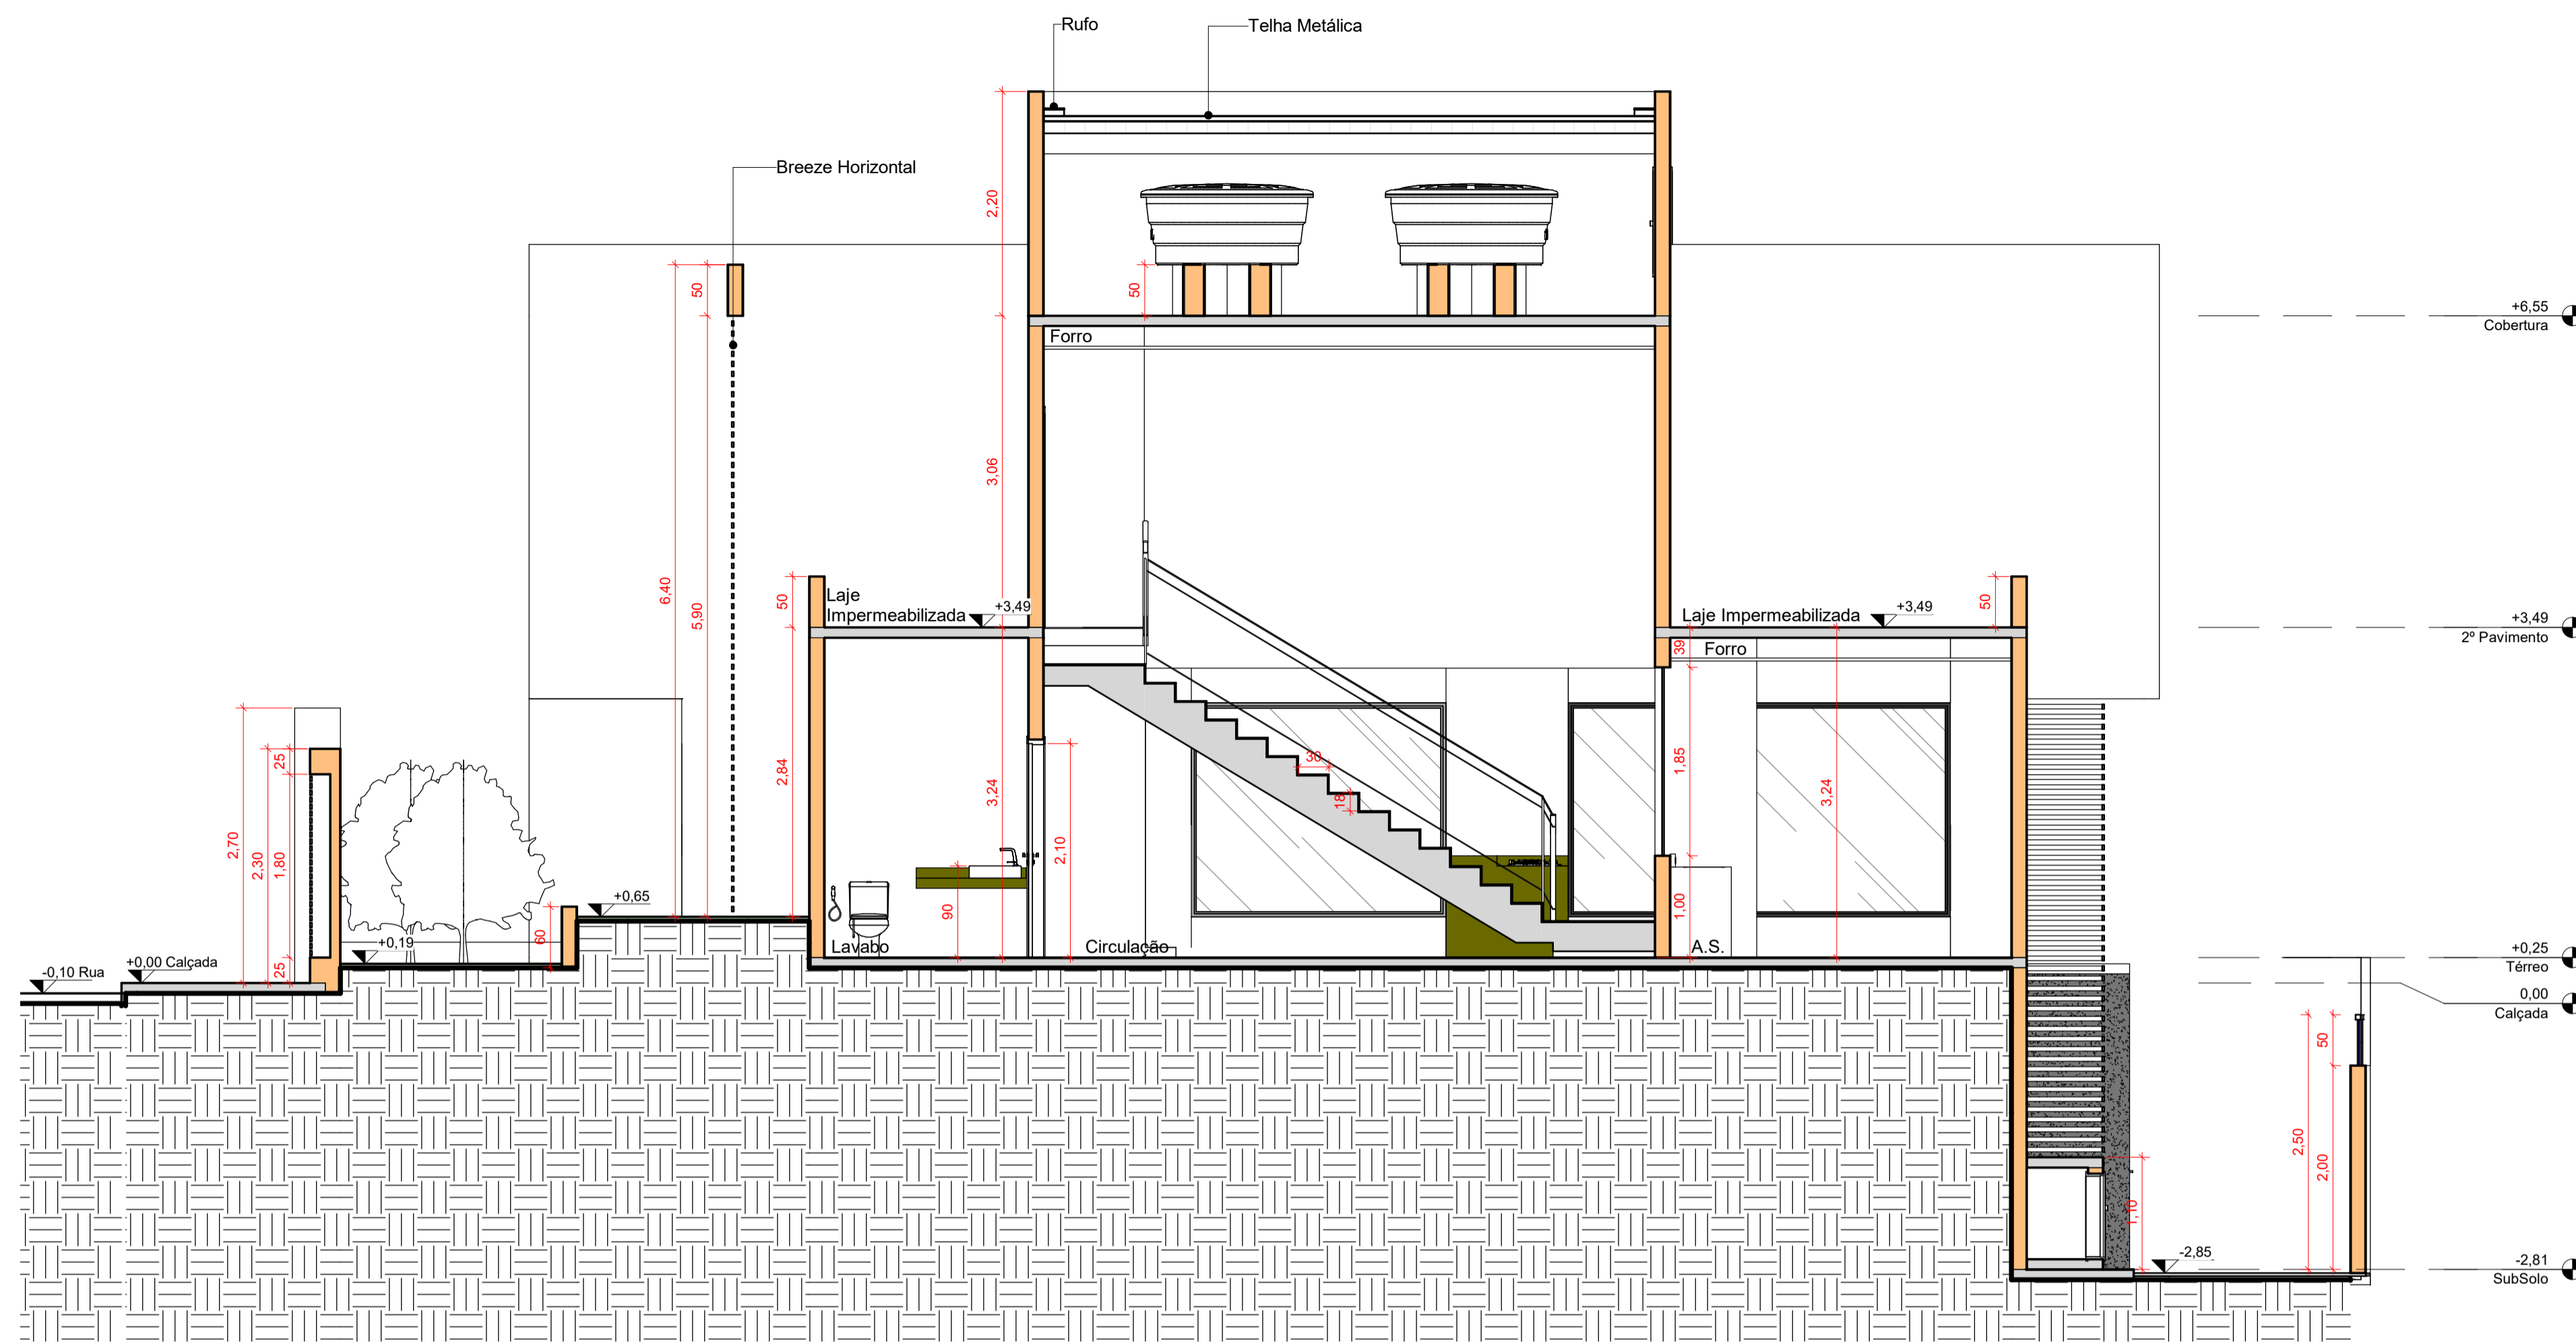 Rufo
Telha Metálica
Breeze Horizontal
2,20
50
50
50
+6,55
Cobertura
Forro
3,06
6,40
5,90
50
Laje
Impermeabilizada
+3,49
Laje Impermeabilizada
+3,49
50
+3,49
2º Pavimento
39
Forro
2,70
2,30
25
1,80
25
2,84
3,24
2,10
30
18
1,85
3,24
90
1,00
+0,65
60
+0,19
Lavabo
Circulação
A.S.
+0,25
Térreo
-0,10 Rua
+0,00 Calçada
0,00
Calçada
50
2,50
2,00
1,10
-2,85
-2,81
SubSolo